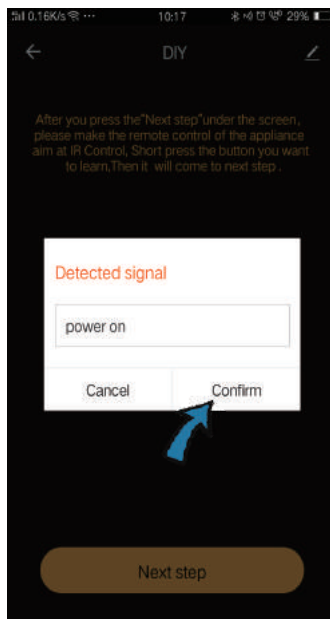 0.16K/s ... 10:17 29%
DIY
After you press the"Next step"under the screen,
please make the remote control of the appliance
aim at IR Control, Short press the button you want
to learn,Then it will come to next step .
Detected signal
power on
Cancel Confirm
Next step